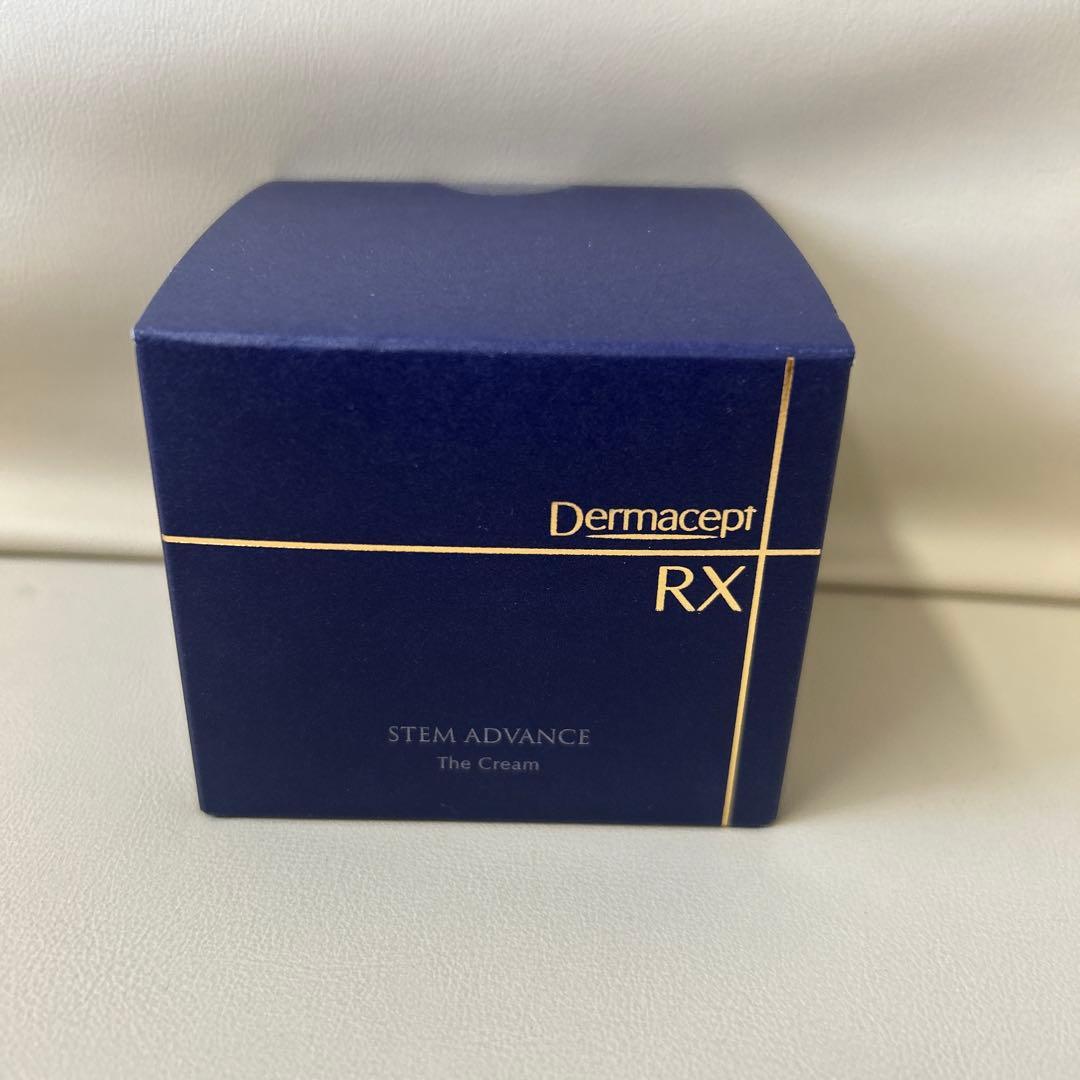 Dermacept
RX
STEM ADVANCE
The Cream